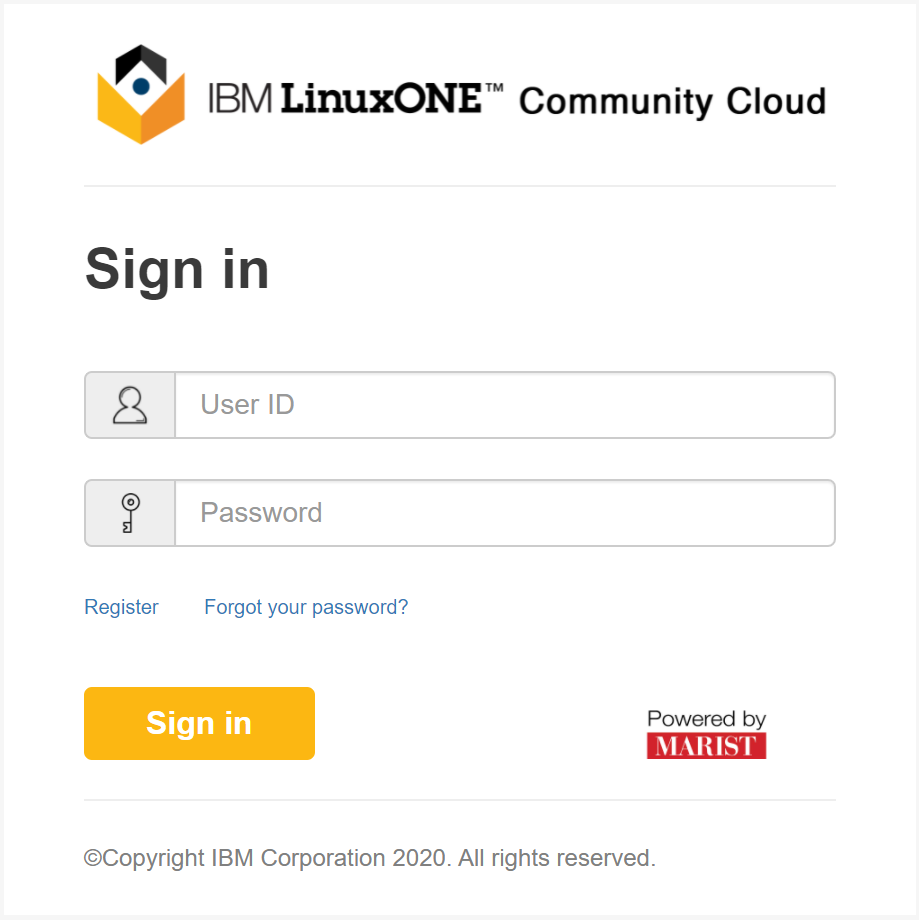 IBM LinuxONE™ Community Cloud
Sign in
User ID
Password
Register Forgot your password?
Sign in
Powered by
MARIST
©Copyright IBM Corporation 2020. All rights reserved.